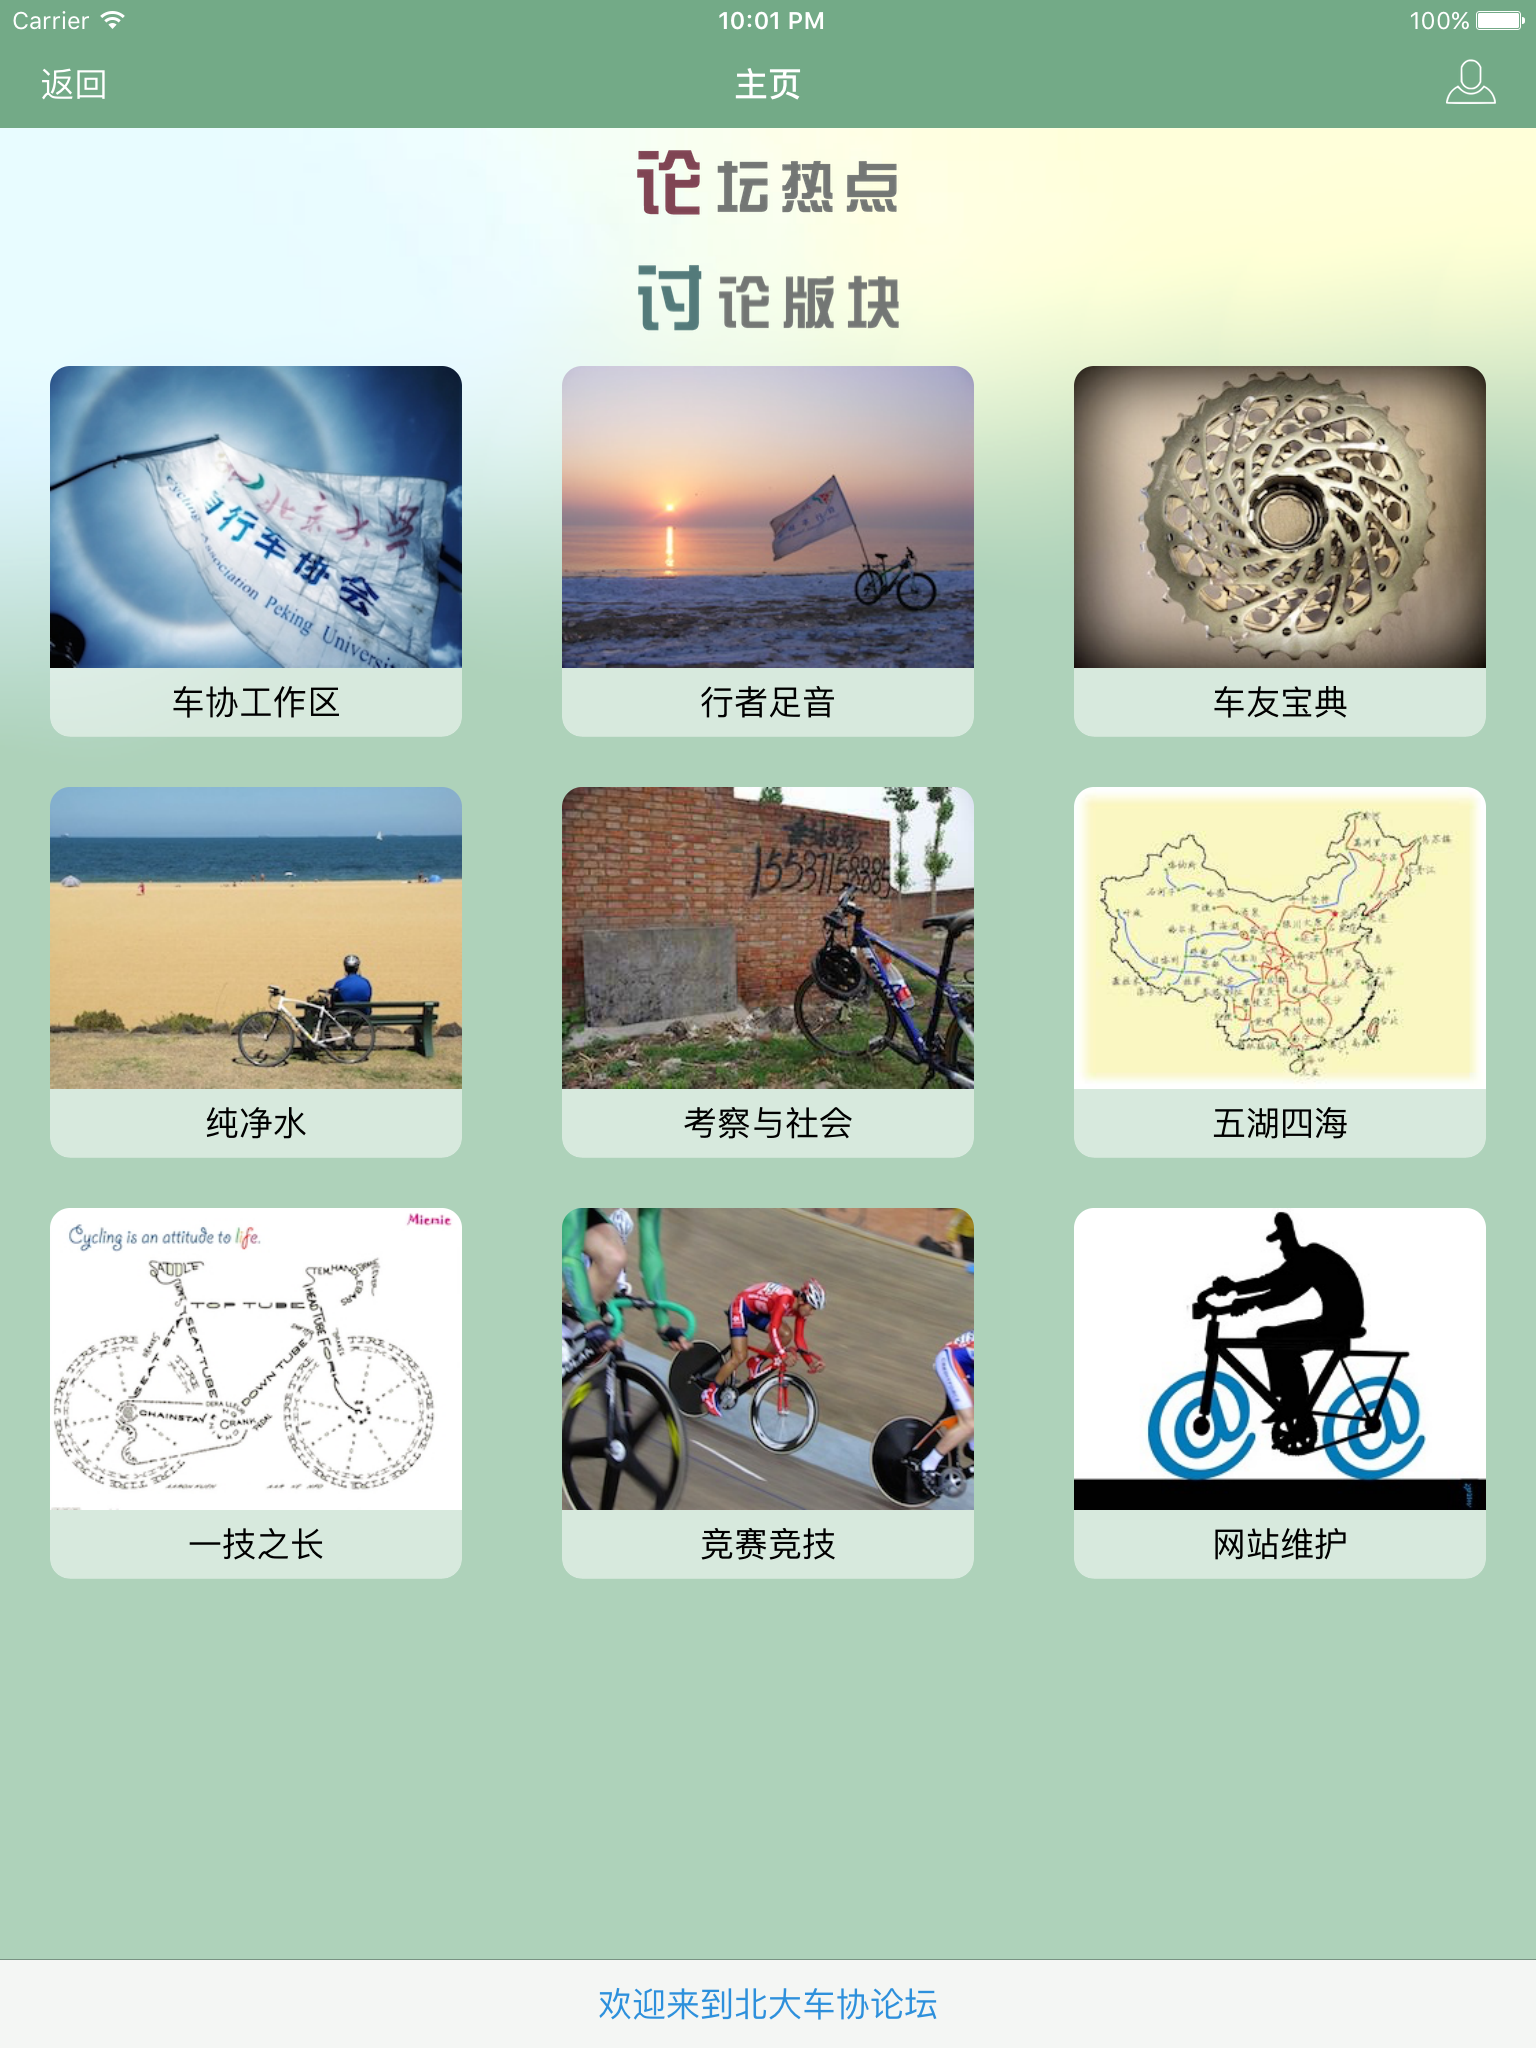 Carrier 10:01 PM 100%
返回 主页
论坛热点
讨论版块
北京大学
自行车协会
Cycling Association Peking University
车协工作区
行者足音
车友宝典
15537158885
纯净水
考察与社会
五湖四海
Miemie
Cycling is an attitude to life.
SADDLE
TOP TUBE
HEAD TUBE
FORK
SEAT TUBE
DOWN TUBE
CHAINSTAY
CRANK
PEDAL
TIRE
一技之长
竞赛竞技
@ @
网站维护
欢迎来到北大车协论坛